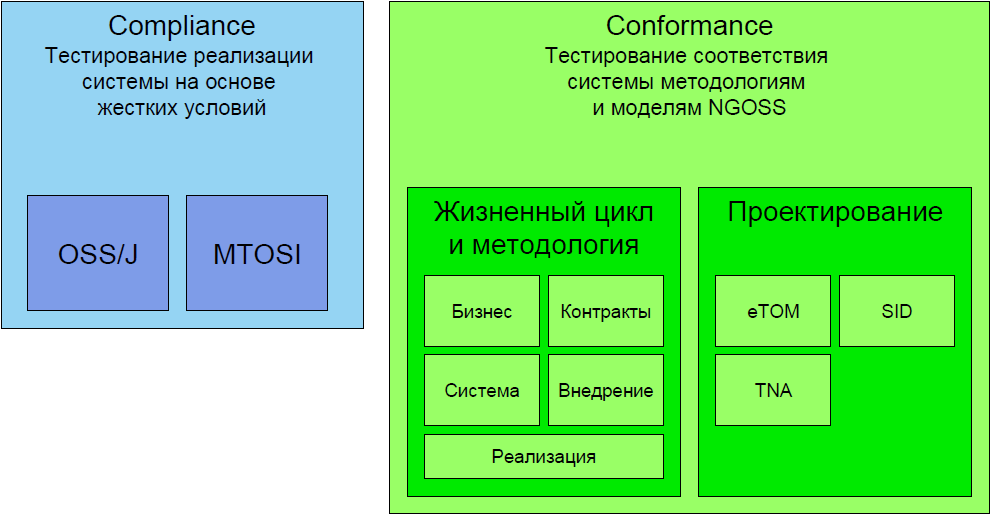 Compliance
Тестирование реализации
системы на основе
жестких условий
OSS/J
MTOSI
Conformance
Тестирование соответствия
системы методологиям
и моделям NGOSS
Жизненный цикл
и методология
Бизнес
Контракты
Система
Внедрение
Реализация
Проектирование
eTOM
SID
TNA